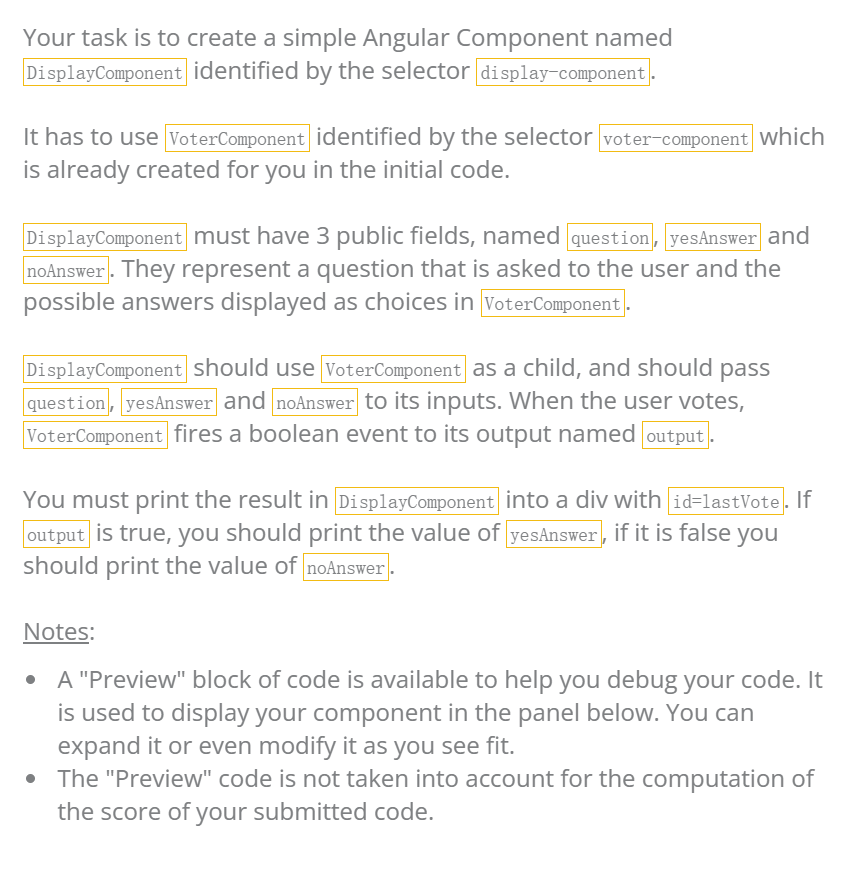 Your task is to create a simple Angular Component named
DisplayComponent identified by the selector display-component.
It has to use VoterComponent identified by the selector voter-component which
is already created for you in the initial code.
DisplayComponent must have 3 public fields, named question, yesAnswer and
noAnswer. They represent a question that is asked to the user and the
possible answers displayed as choices in VoterComponent.
DisplayComponent should use VoterComponent as a child, and should pass
question, yesAnswer and noAnswer to its inputs. When the user votes,
VoterComponent fires a boolean event to its output named output.
You must print the result in DisplayComponent into a div with id=lastVote. If
output is true, you should print the value of yesAnswer, if it is false you
should print the value of noAnswer.
Notes:
• A "Preview" block of code is available to help you debug your code. It
is used to display your component in the panel below. You can
expand it or even modify it as you see fit.
• The "Preview" code is not taken into account for the computation of
the score of your submitted code.